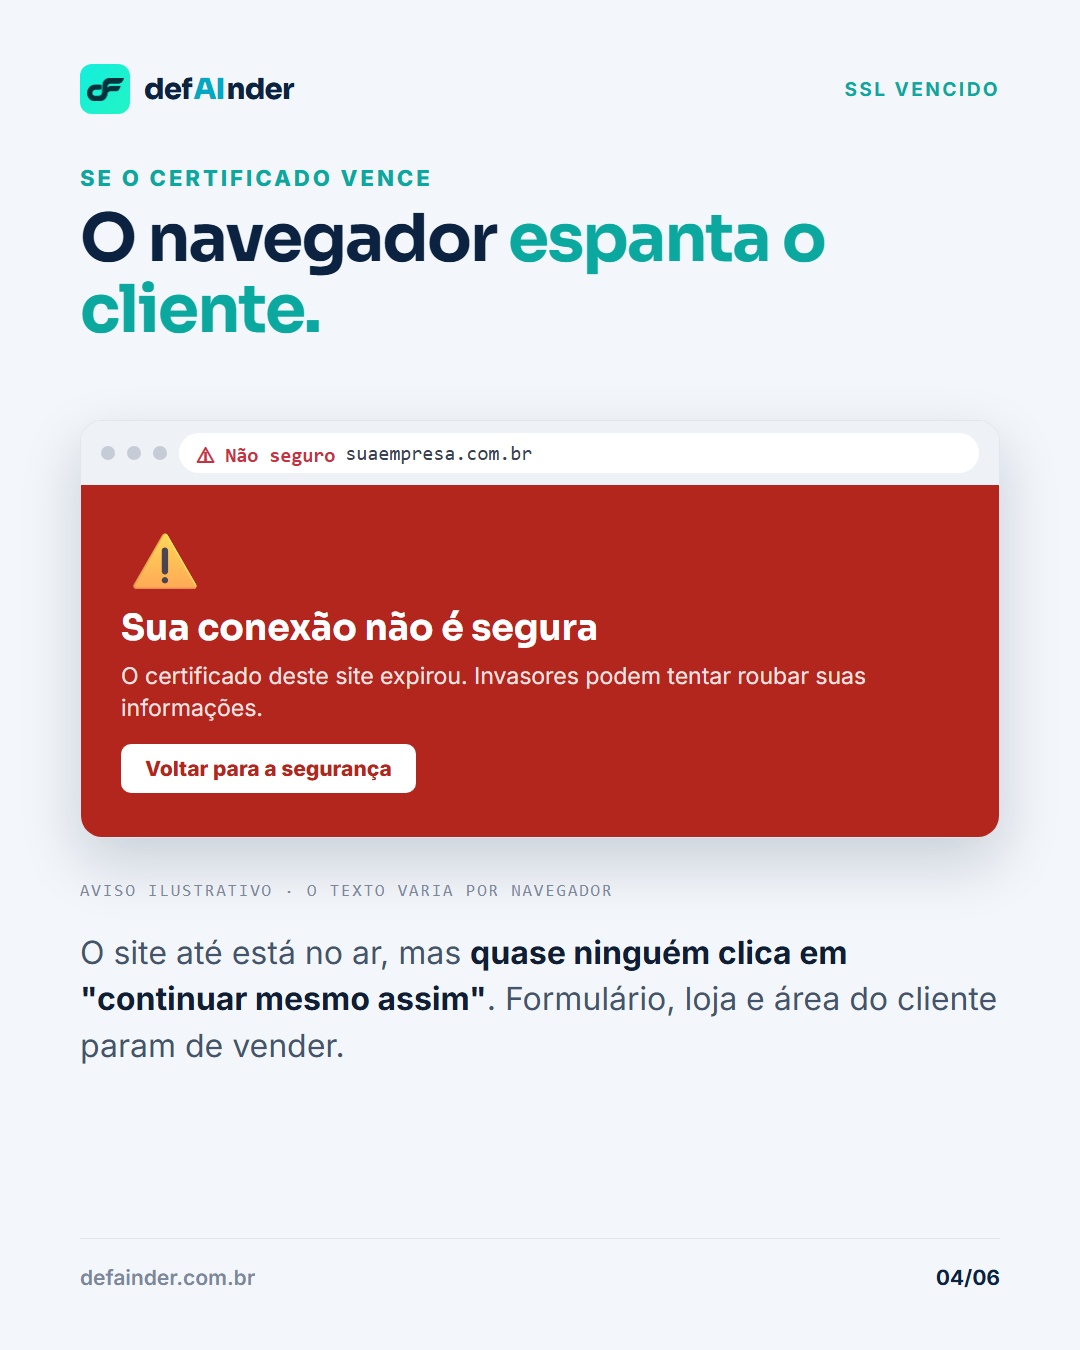 defAInder
SSL VENCIDO
SE O CERTIFICADO VENCE
O navegador espanta o
cliente.
Não seguro suaempresa.com.br
Sua conexão não é segura
O certificado deste site expirou. Invasores podem tentar roubar suas
informações.
Voltar para a segurança
AVISO ILUSTRATIVO · O TEXTO VARIA POR NAVEGADOR
O site até está no ar, mas quase ninguém clica em
"continuar mesmo assim". Formulário, loja e área do cliente
param de vender.
defainder.com.br
04/06